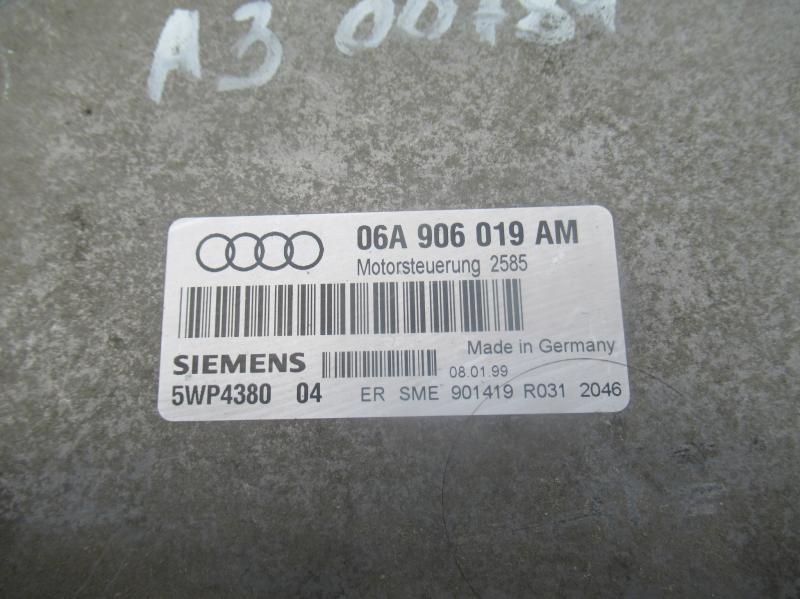 A3
06A 906 019 AM
Motorsteuerung 2585
Made in Germany
SIEMENS
08.01.99
5WP4380 04 ER SME 901419 R031 2046